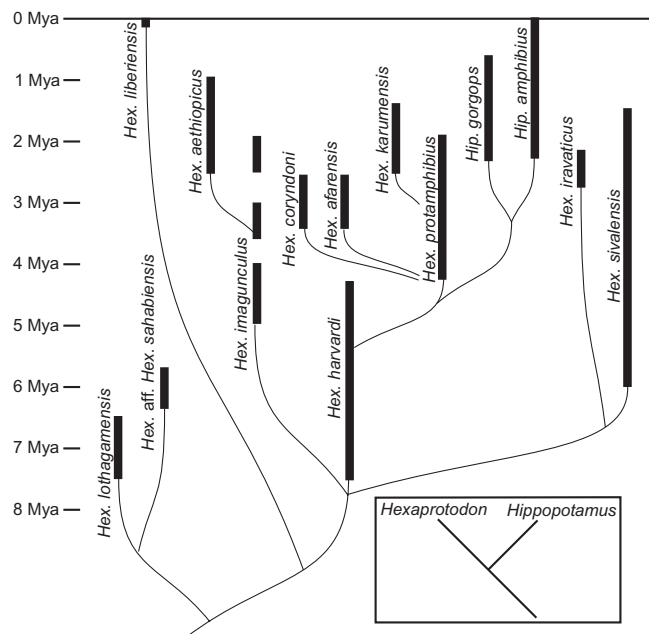 0 Mya
1 Mya
2 Mya
3 Mya
4 Mya
5 Mya
6 Mya
7 Mya
8 Mya
Hex. lothagamensis
Hex. aff. Hex. sahabiensis
Hex. liberiensis
Hex. aethiopicus
Hex. imagunculus
Hex. coryndoni
Hex. afarensis
Hex. harvardi
Hex. karumensis
Hex. protamphibius
Hip. gorgops
Hip. amphibius
Hex. iravaticus
Hex. sivalensis
Hexaprotodon
Hippopotamus